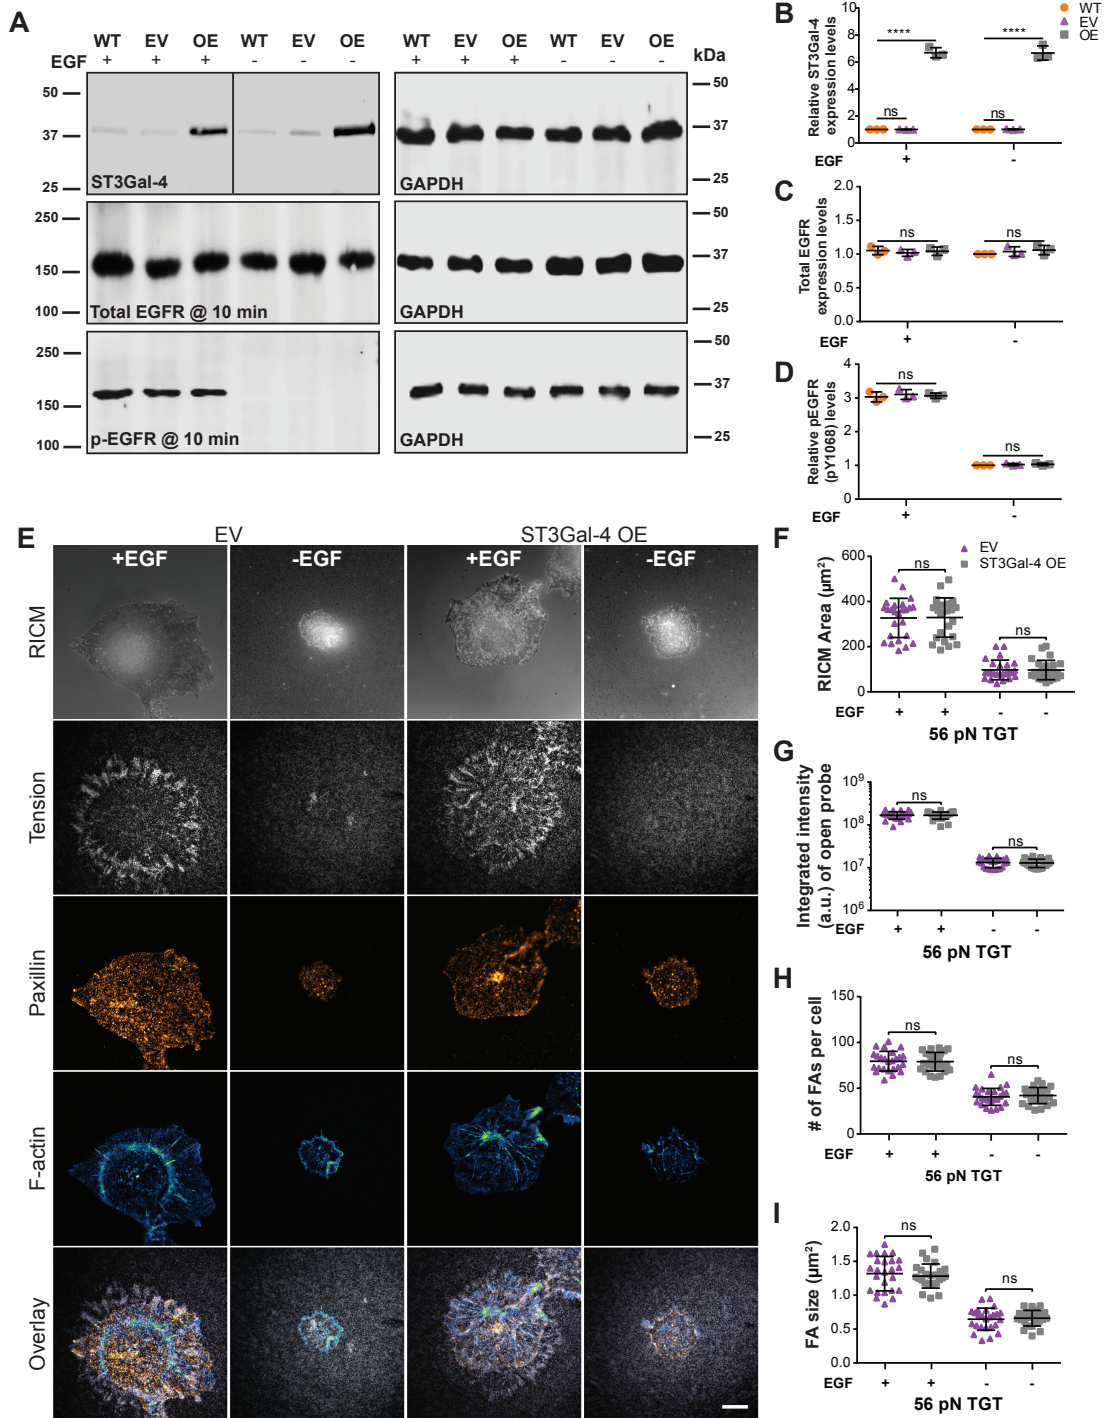 A
WT EV OE WT EV OE
EGF + + + - - -
WT EV OE WT EV OE
+ + + - - -
kDa
50
37
25
ST3Gal-4
GAPDH
50
37
25
250
150
100
Total EGFR @ 10 min
GAPDH
50
37
25
250
150
100
p-EGFR @ 10 min
GAPDH
50
37
25
B
WT
EV
OE
Relative ST3Gal-4
expression levels
10
8
6
4
2
0
**** ****
ns ns
EGF + -
C
Total EGFR
expression levels
2.0
1.5
1.0
0.5
0.0
ns ns
EGF + -
D
Relative pEGFR
(pY1068) levels
4
3
2
1
0
ns
ns
EGF + -
E
EV ST3Gal-4 OE
+EGF -EGF +EGF -EGF
RICM
Tension
Paxillin
F-actin
Overlay
F
EV
ST3Gal-4 OE
RICM Area (µm²)
600
400
200
0
ns
ns
EGF + + - -
56 pN TGT
G
Integrated intensity
(a.u.) of open probe
10⁹
10⁸
10⁷
10⁶
ns
ns
EGF + + - -
56 pN TGT
H
# of FAs per cell
150
100
50
0
ns
ns
EGF + + - -
56 pN TGT
I
FA size (µm²)
2.0
1.5
1.0
0.5
0.0
ns
ns
EGF + + - -
56 pN TGT